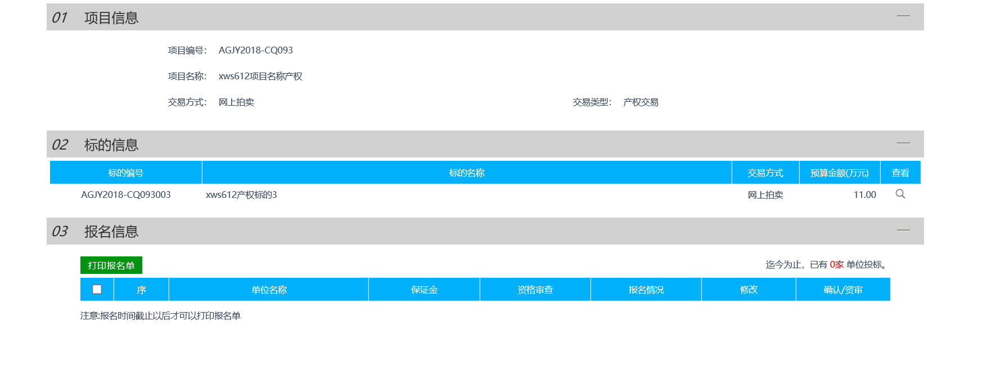 01 项目信息
项目编号： AGJY2018-CQ093
项目名称： xws612项目名称产权
交易方式： 网上拍卖 交易类型： 产权交易
02 标的信息
标的编号 标的名称 交易方式 预算金额(万元) 查看
AGJY2018-CQ093003 xws612产权标的3 网上拍卖 11.00
03 报名信息
打印报名单 迄今为止，已有 0家 单位投标。
序 单位名称 保证金 资格审查 报名情况 修改 确认/资审
注意:报名时间截止以后才可以打印报名单